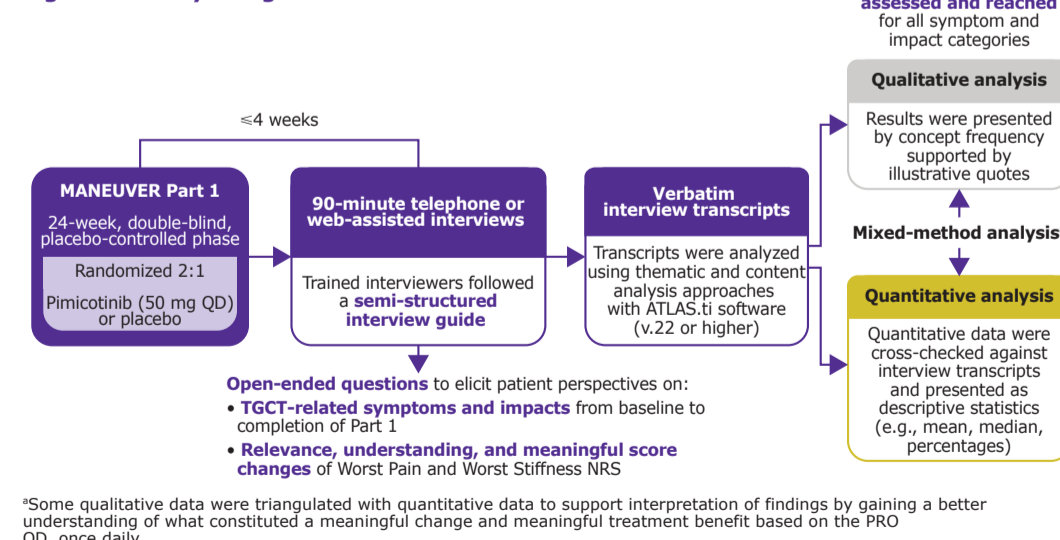 assessed and reached
for all symptom and
impact categories
≤4 weeks
MANEUVER Part 1
24-week, double-blind,
placebo-controlled phase
Randomized 2:1
Pimicotinib (50 mg QD)
or placebo
90-minute telephone or
web-assisted interviews
Trained interviewers followed
a semi-structured
interview guide
Open-ended questions to elicit patient perspectives on:
• TGCT-related symptoms and impacts from baseline to
completion of Part 1
• Relevance, understanding, and meaningful score
changes of Worst Pain and Worst Stiffness NRS
Verbatim
interview transcripts
Transcripts were analyzed
using thematic and content
analysis approaches
with ATLAS.ti software
(v.22 or higher)
Qualitative analysis
Results were presented
by concept frequency
supported by
illustrative quotes
Mixed-method analysis
Quantitative analysis
Quantitative data were
cross-checked against
interview transcripts
and presented as
descriptive statistics
(e.g., mean, median,
percentages)
ᵃSome qualitative data were triangulated with quantitative data to support interpretation of findings by gaining a better
understanding of what constituted a meaningful change and meaningful treatment benefit based on the PRO
QD, once daily